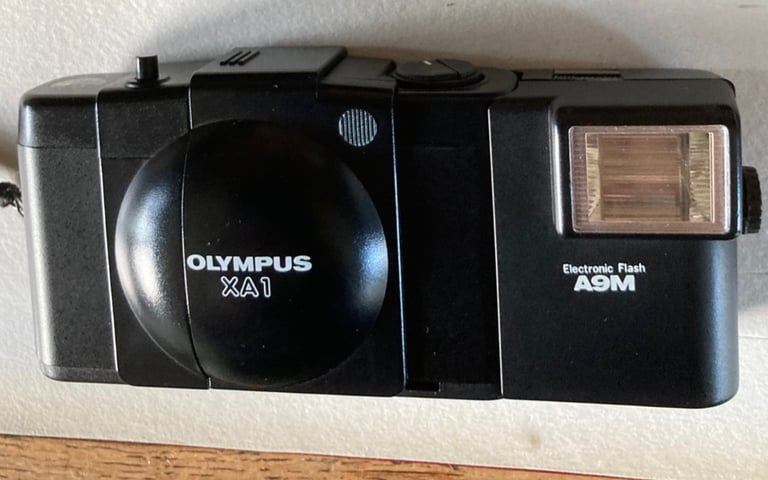 OLYMPUS
XA1
Electronic Flash
A9M